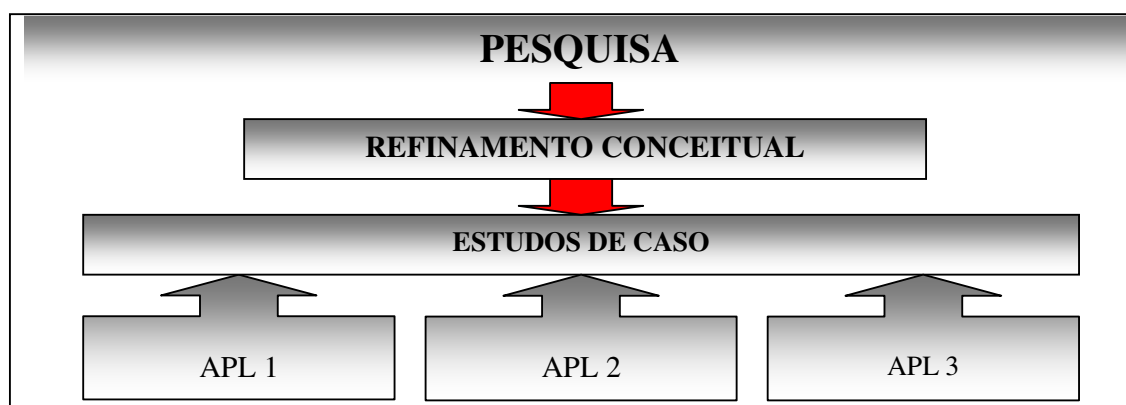 PESQUISA
REFINAMENTO CONCEITUAL
ESTUDOS DE CASO
APL 1
APL 2
APL 3